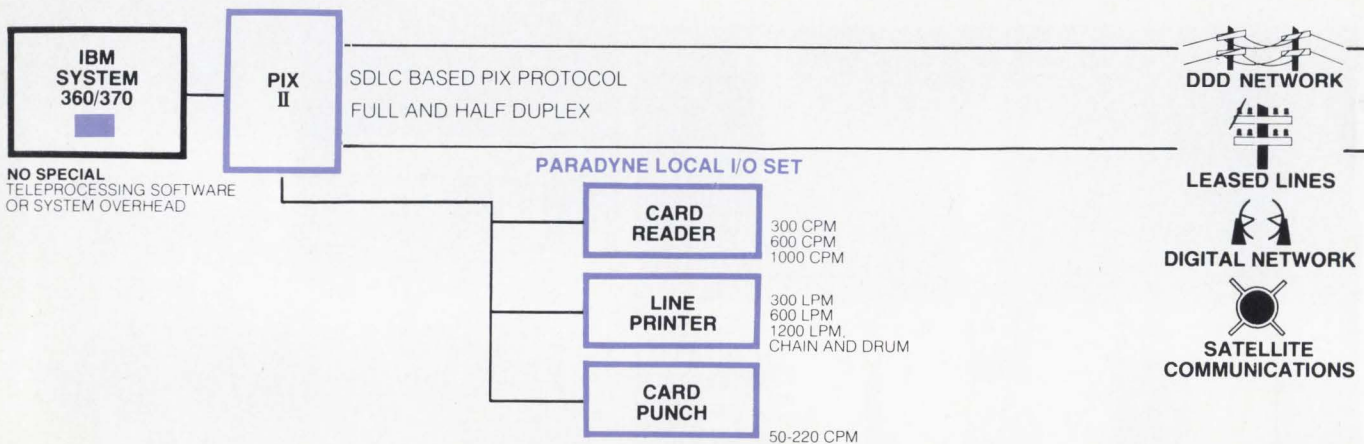 IBM
SYSTEM
360/370
NO SPECIAL
TELEPROCESSING SOFTWARE
OR SYSTEM OVERHEAD
PIX
II
SDLC BASED PIX PROTOCOL
FULL AND HALF DUPLEX
PARADYNE LOCAL I/O SET
CARD
READER
300 CPM
600 CPM
1000 CPM
LINE
PRINTER
300 LPM
600 LPM
1200 LPM,
CHAIN AND DRUM
CARD
PUNCH
50-220 CPM
DDD NETWORK
LEASED LINES
DIGITAL NETWORK
SATELLITE
COMMUNICATIONS